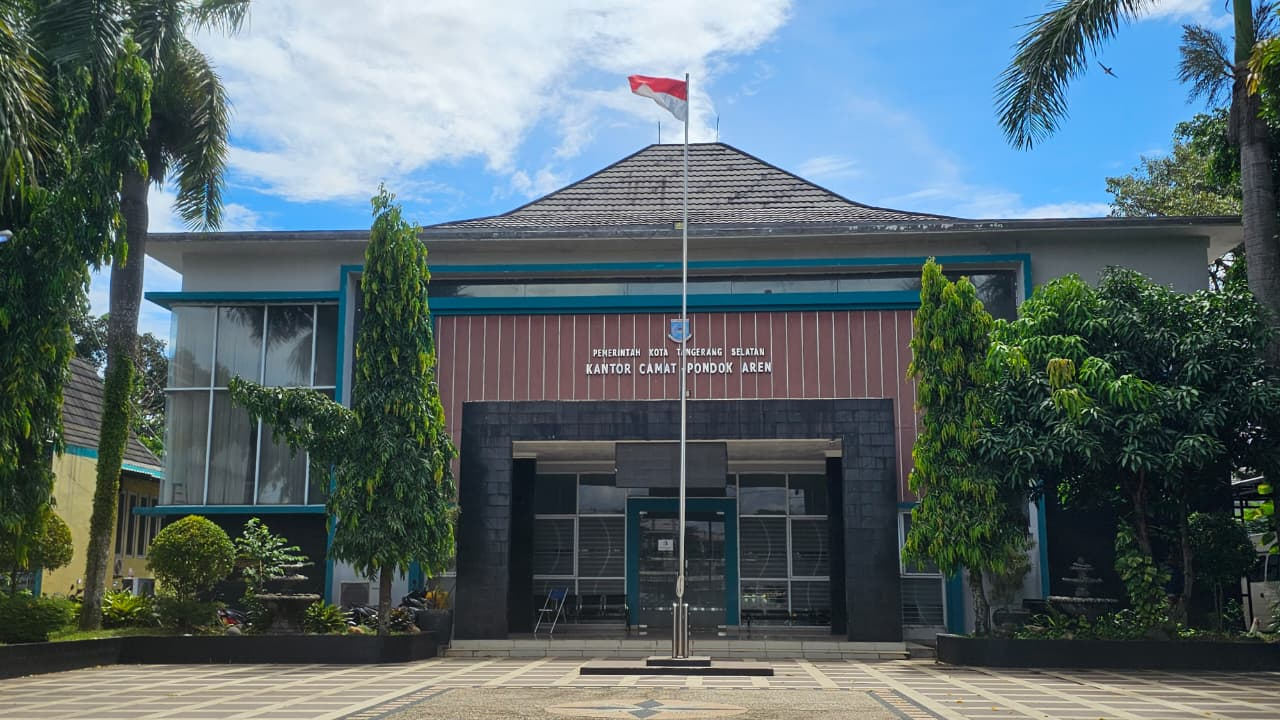 PEMERINTAH KOTA TANGERANG SELATAN
KANTOR CAMAT PONDOK AREN